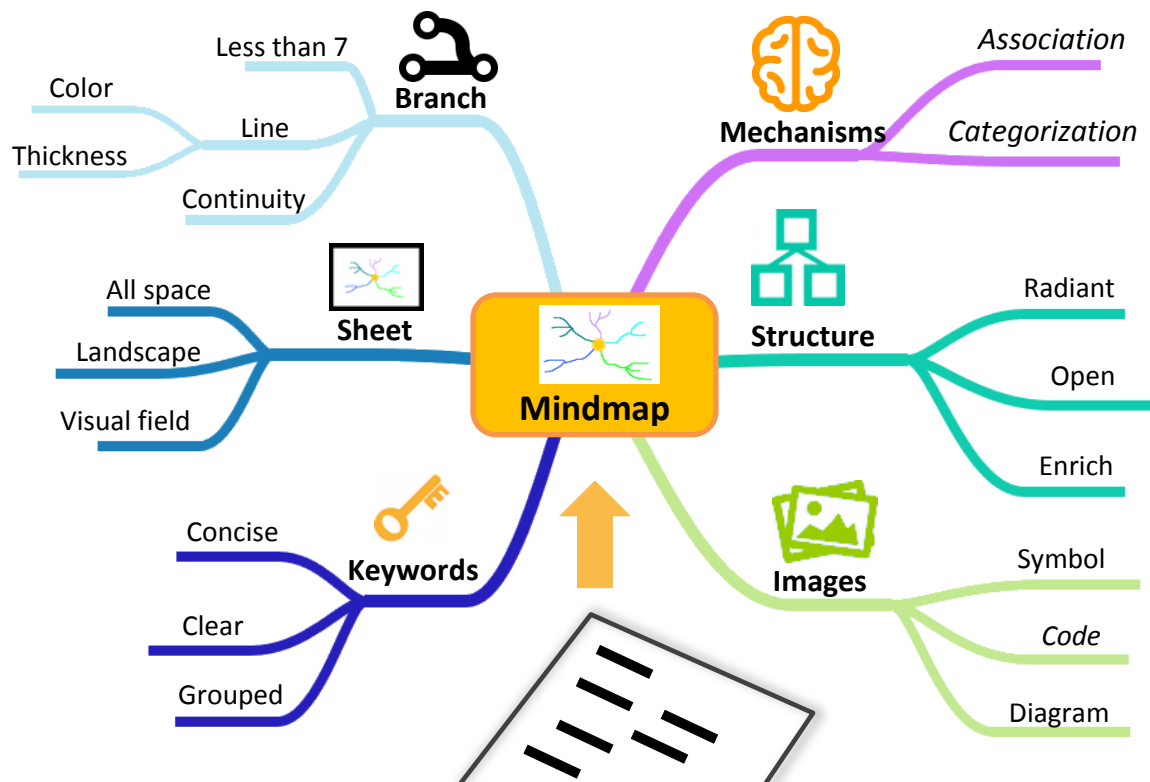 Less than 7
Color
Line
Thickness
Continuity
Branch
Mechanisms
Association
Categorization
All space
Landscape
Visual field
Sheet
Mindmap
Structure
Radiant
Open
Enrich
Concise
Clear
Grouped
Keywords
Images
Symbol
Code
Diagram